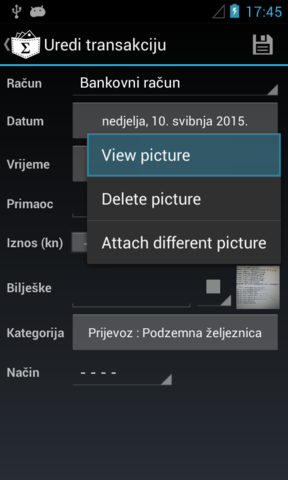 17:45
Uredi transakciju
Račun
Bankovni račun
Datum
nedjelja, 10. svibnja 2015.
View picture
Vrijeme
Delete picture
Primaoc
Attach different picture
Iznos (kn)
Bilješke
Kategorija
Prijevoz : Podzemna željeznica
Način
- - - -